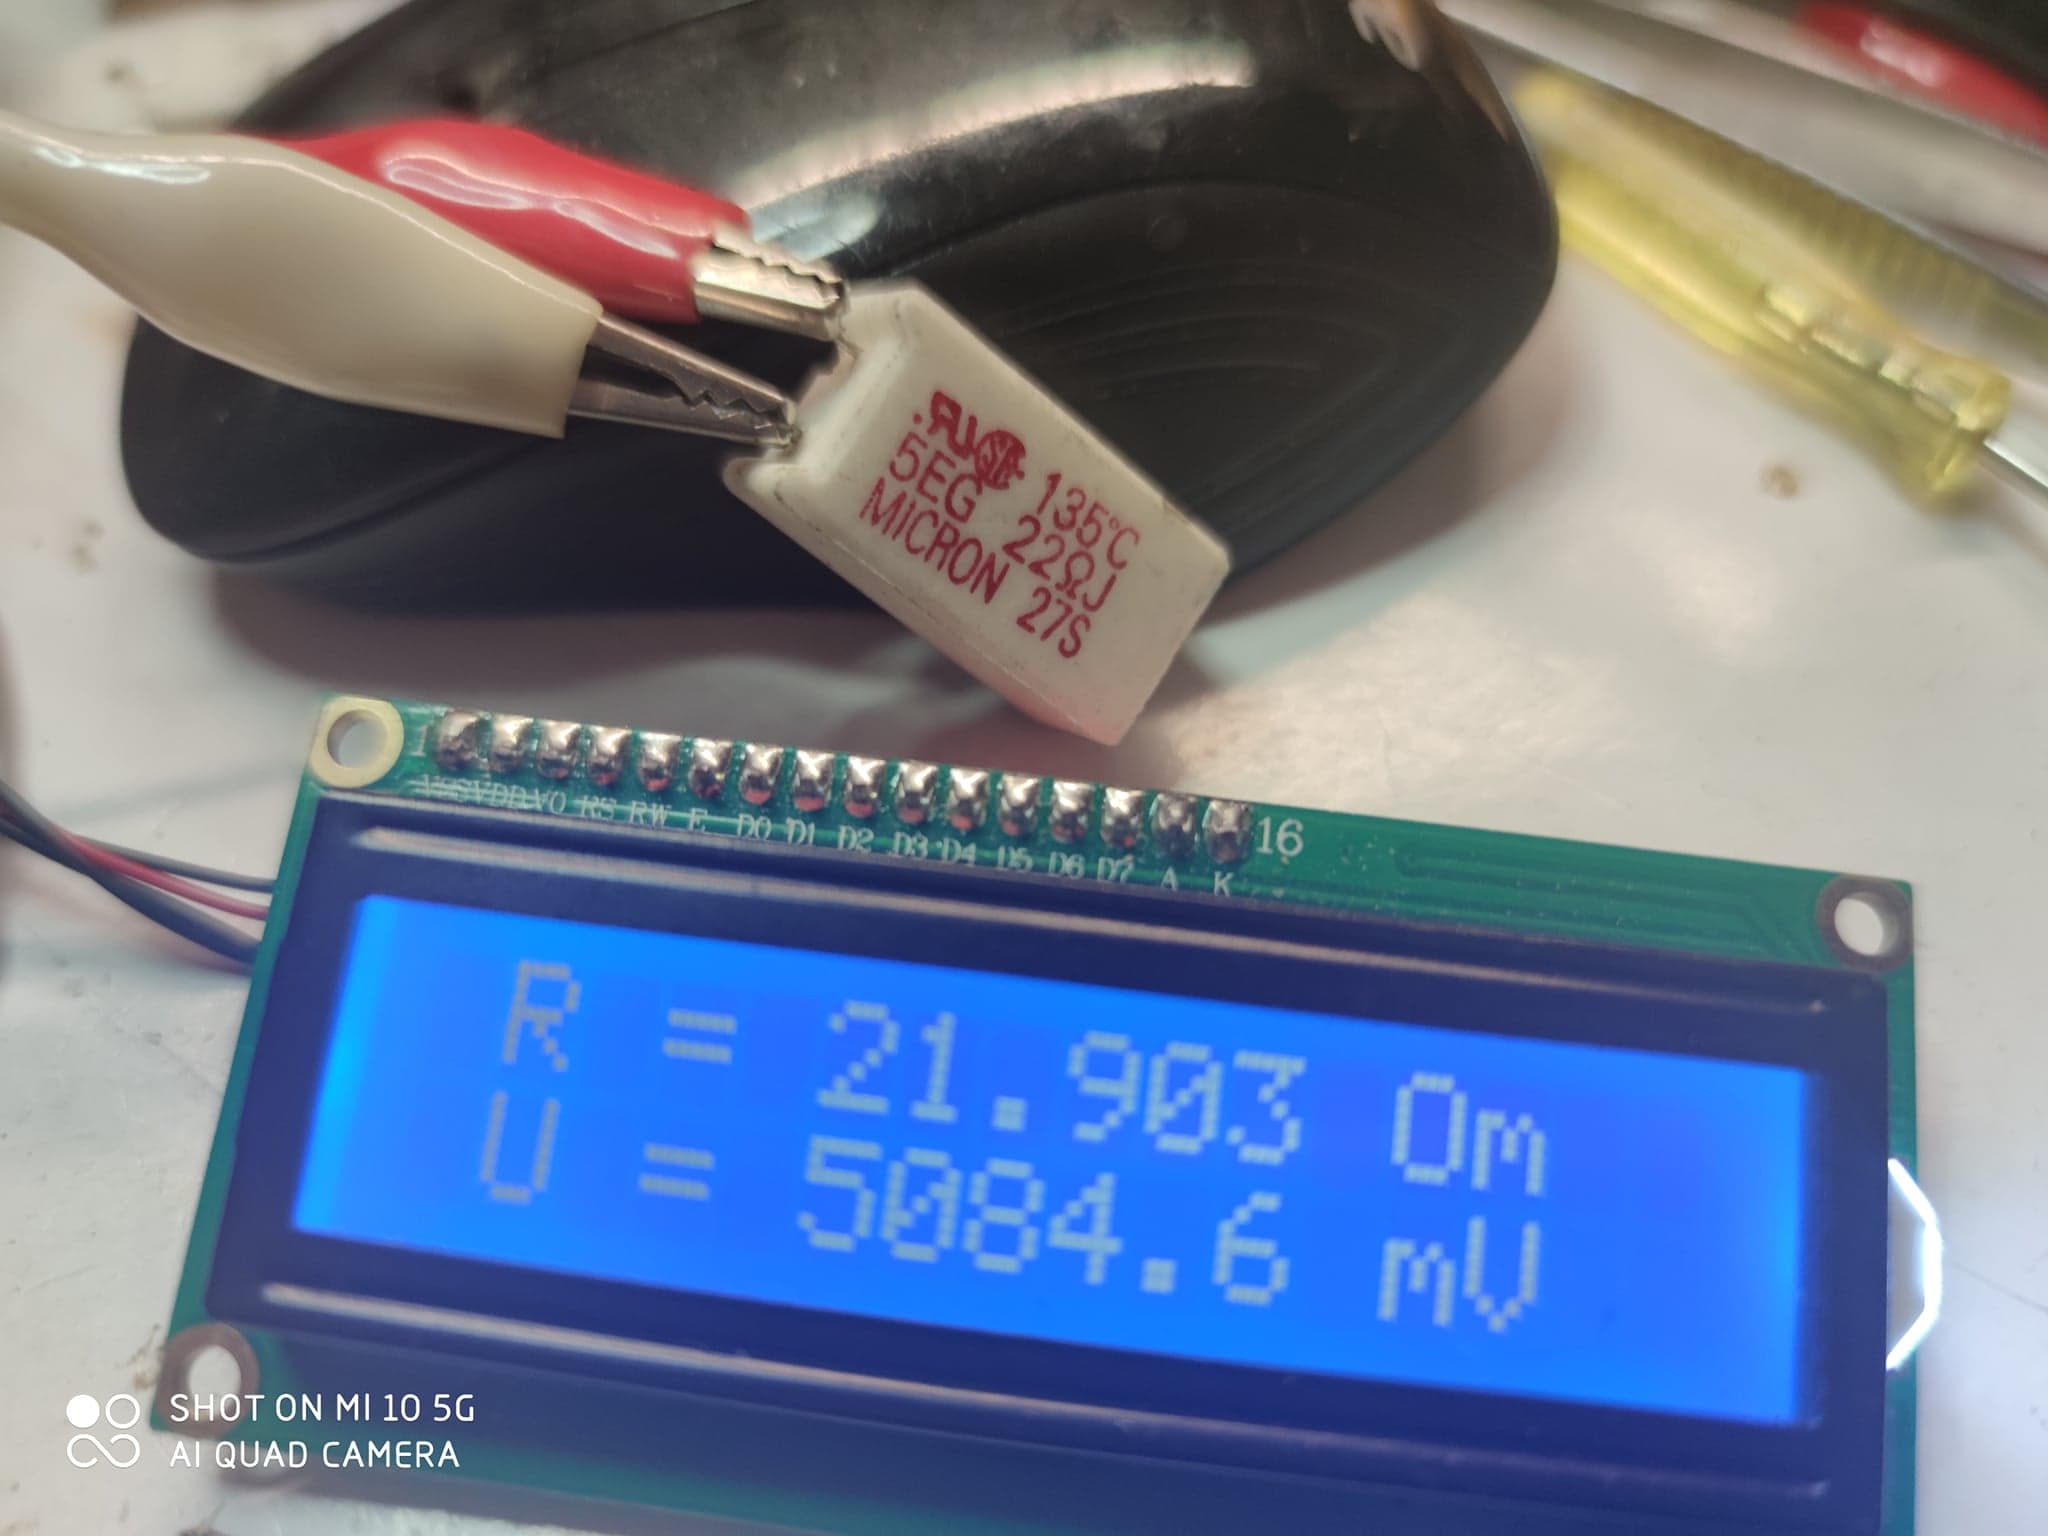 135°C
5EG 22ΩJ
MICRON 27S
1
VSS VDD V0 RS RW E D0 D1 D2 D3 D4 D5 D6 D7 A K
16
R = 21.903 Om
U = 5084.6 mV
SHOT ON MI 10 5G
AI QUAD CAMERA